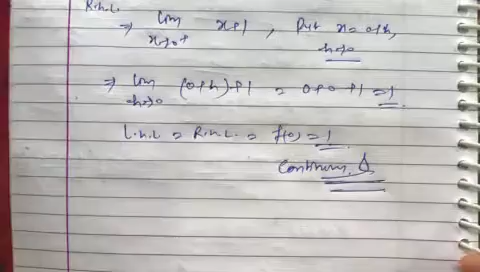 R.h.l.
⇒ lim x→0+ x+1, Put x = 0+h, h→0
⇒ lim h→0 (0+h)+1 = 0+0+1 = 1
L.h.l = R.h.l. = f(0) = 1
Continuous